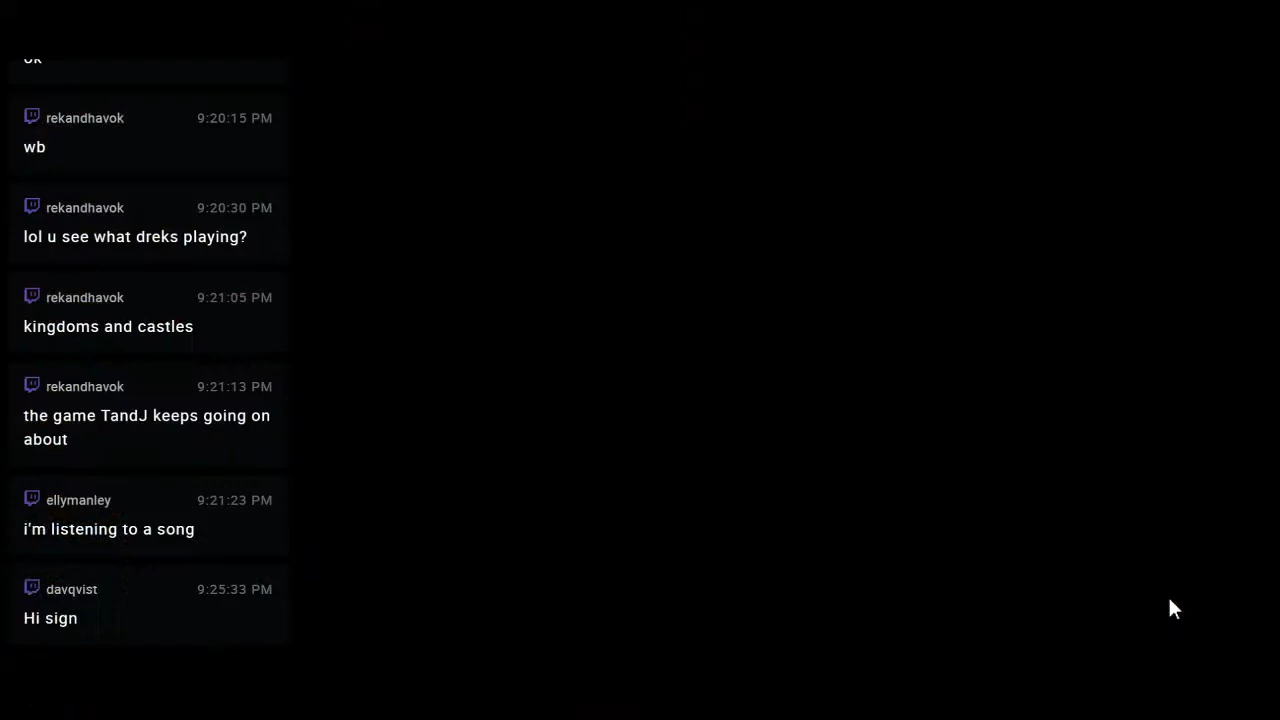 ok
rekandhavok 9:20:15 PM
wb
rekandhavok 9:20:30 PM
lol u see what dreks playing?
rekandhavok 9:21:05 PM
kingdoms and castles
rekandhavok 9:21:13 PM
the game TandJ keeps going on
about
ellymanley 9:21:23 PM
i'm listening to a song
davqvist 9:25:33 PM
Hi sign